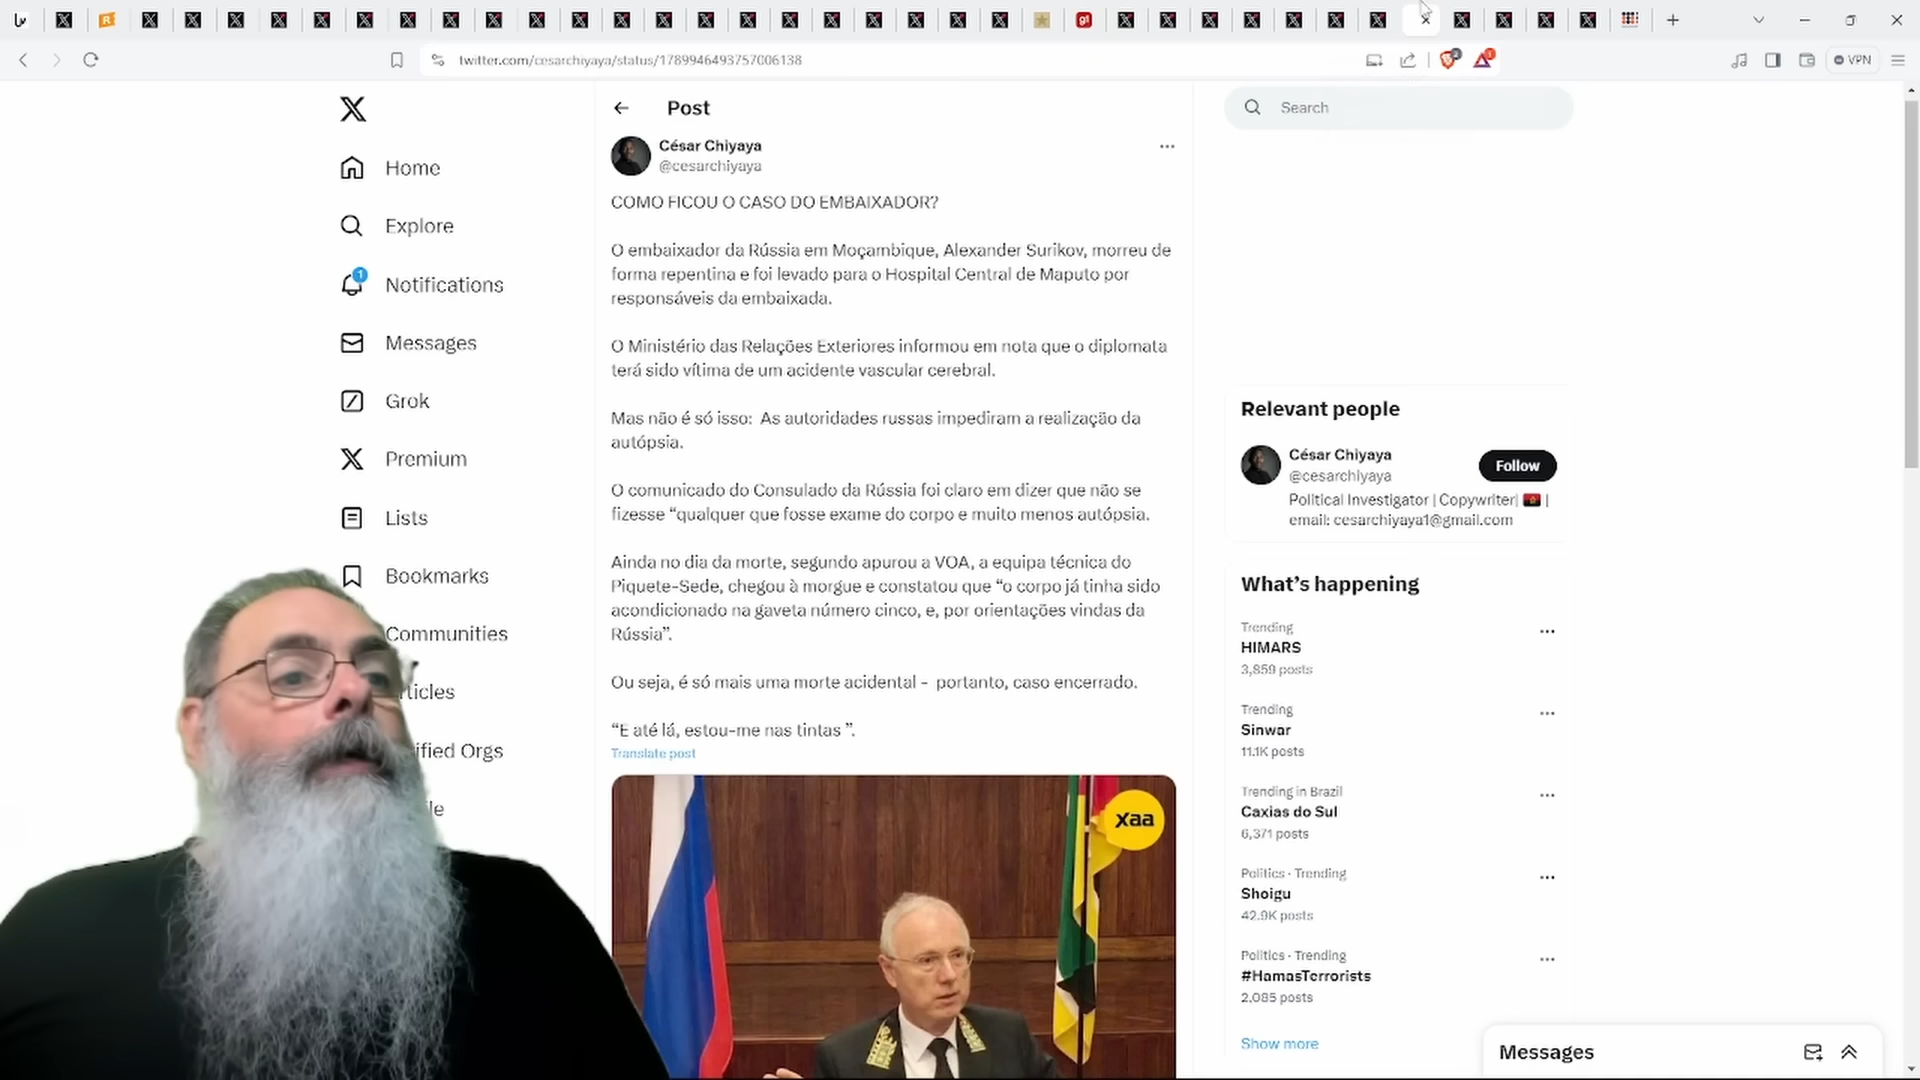 twitter.com/cesarchiyaya/status/1789946493757006138
VPN
Home
Explore
1
Notifications
Messages
Grok
Premium
Lists
Bookmarks
Communities
rticles
ified Orgs
le
Post
César Chiyaya
@cesarchiyaya
COMO FICOU O CASO DO EMBAIXADOR?
O embaixador da Rússia em Moçambique, Alexander Surikov, morreu de
forma repentina e foi levado para o Hospital Central de Maputo por
responsáveis da embaixada.
O Ministério das Relações Exteriores informou em nota que o diplomata
terá sido vítima de um acidente vascular cerebral.
Mas não é só isso: As autoridades russas impediram a realização da
autópsia.
O comunicado do Consulado da Rússia foi claro em dizer que não se
fizesse “qualquer que fosse exame do corpo e muito menos autópsia.
Ainda no dia da morte, segundo apurou a VOA, a equipa técnica do
Piquete-Sede, chegou à morgue e constatou que “o corpo já tinha sido
acondicionado na gaveta número cinco, e, por orientações vindas da
Rússia”.
Ou seja, é só mais uma morte acidental - portanto, caso encerrado.
“E até lá, estou-me nas tintas ”.
Translate post
xaa
Search
Relevant people
César Chiyaya
@cesarchiyaya
Follow
Political Investigator | Copywriter| 🇦🇴 |
email: cesarchiyaya1@gmail.com
What’s happening
Trending
HIMARS
3,859 posts
Trending
Sinwar
11.1K posts
Trending in Brazil
Caxias do Sul
6,371 posts
Politics · Trending
Shoigu
42.9K posts
Politics · Trending
#HamasTerrorists
2,085 posts
Show more
Messages